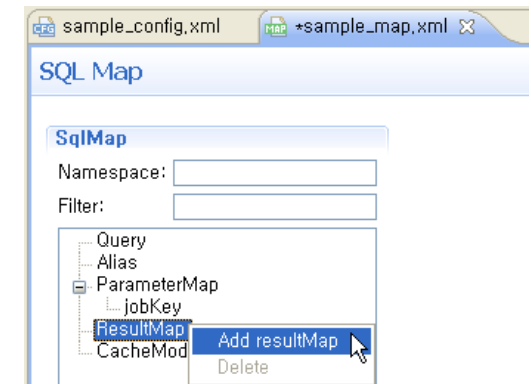 sample_config.xml *sample_map.xml
SQL Map
SqlMap
Namespace:
Filter:
Query
Alias
ParameterMap
jobKey
ResultMap
Add resultMap
CacheMod
Delete